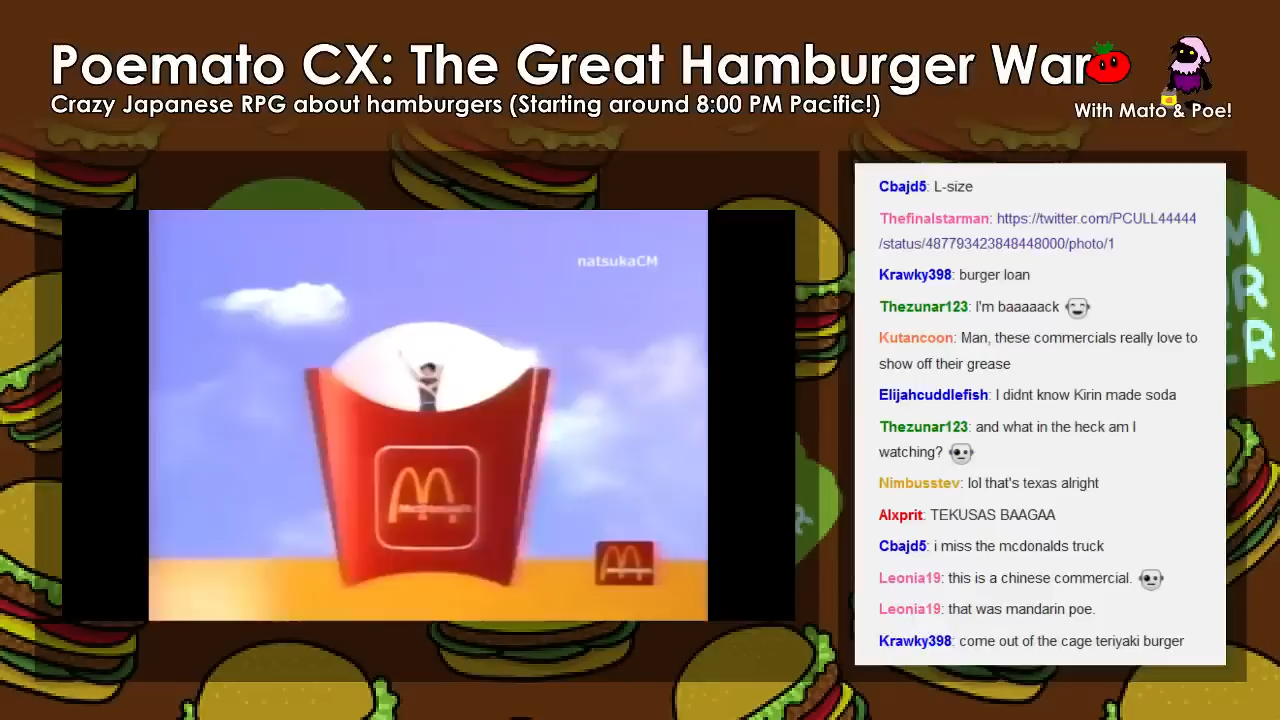 Poemato CX: The Great Hamburger War
Crazy Japanese RPG about hamburgers (Starting around 8:00 PM Pacific!)
With Mato & Poe!
natsukaCM
McDonald's
Cbajd5: L-size
Thefinalstarman: https://twitter.com/PCULL44444
/status/487793423848448000/photo/1
Krawky398: burger loan
Thezunar123: I'm baaaaack
Kutancoon: Man, these commercials really love to
show off their grease
Elijahcuddlefish: I didnt know Kirin made soda
Thezunar123: and what in the heck am I
watching?
Nimbusstev: lol that's texas alright
Alxprit: TEKUSAS BAAGAA
Cbajd5: i miss the mcdonalds truck
Leonia19: this is a chinese commercial.
Leonia19: that was mandarin poe.
Krawky398: come out of the cage teriyaki burger